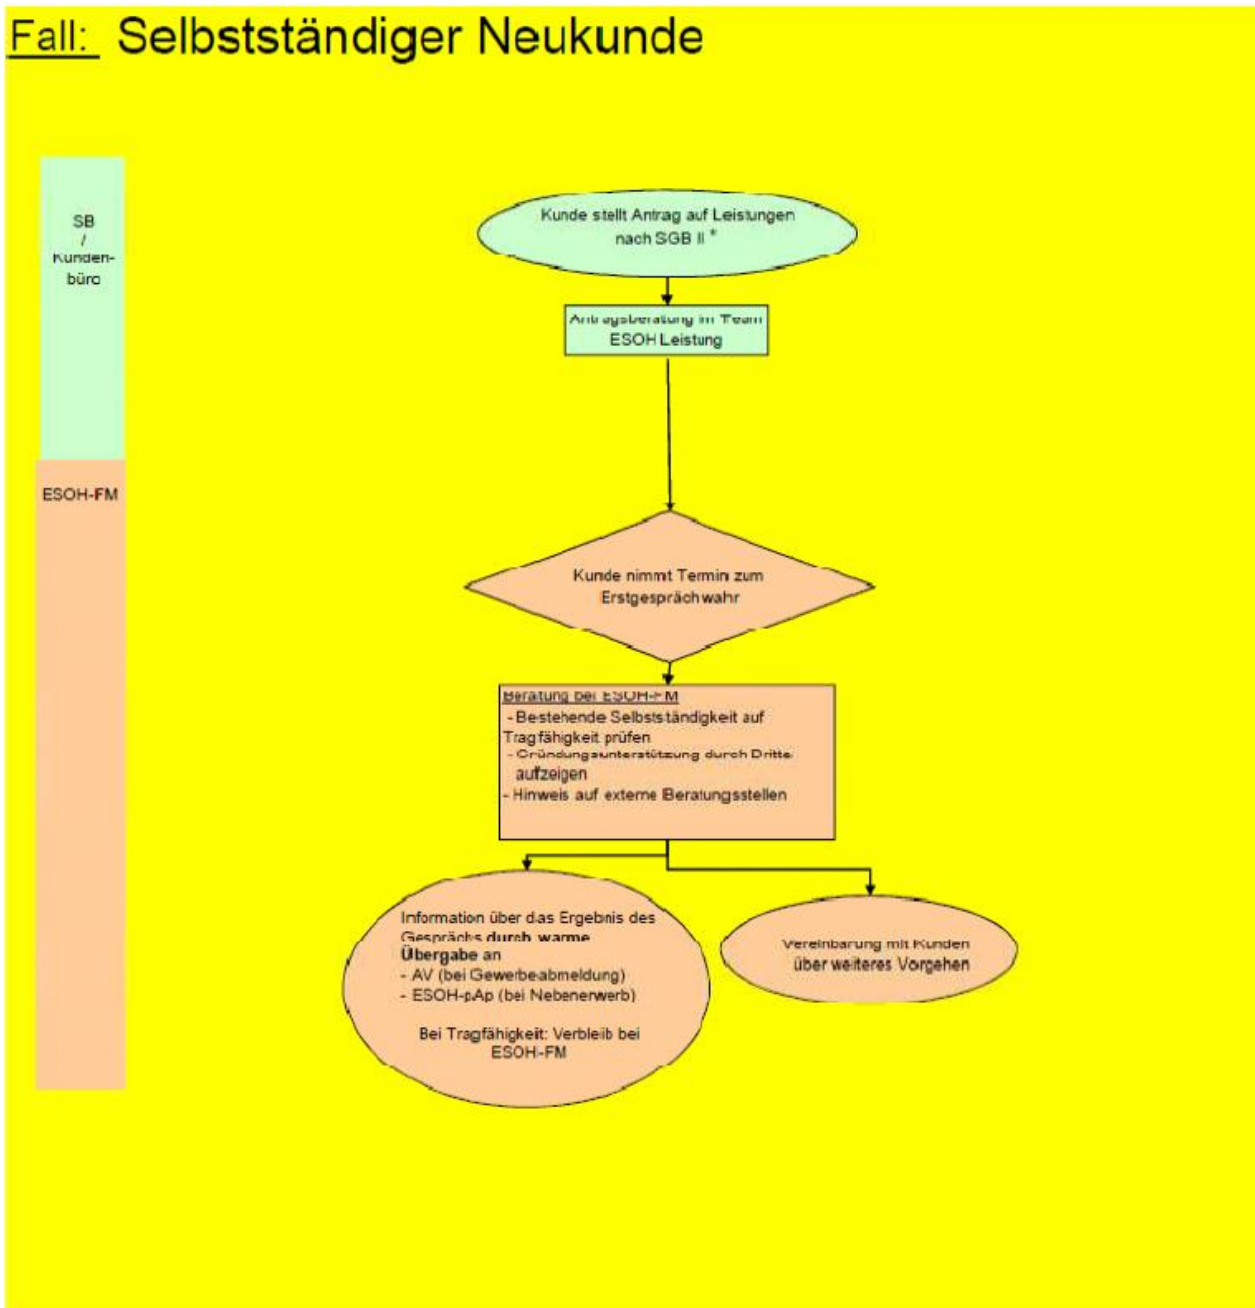 Fall: Selbstständiger Neukunde
SB
/
Kunden-
büro
Kunde stellt Antrag auf Leistungen
nach SGB II *
Antragsberatung im Team
ESOH Leistung
ESOH-FM
Kunde nimmt Termin zum
Erstgespräch wahr
Beratung bei ESOH-FM
- Bestehende Selbstständigkeit auf
Tragfähigkeit prüfen
- Gründungsunterstützung durch Dritte
aufzeigen
- Hinweis auf externe Beratungsstellen
Information über das Ergebnis des
Gesprächs durch warme
Übergabe an
- AV (bei Gewerbeabmeldung)
- ESOH-pAp (bei Nebenerwerb)
Bei Tragfähigkeit: Verbleib bei
ESOH-FM
Vereinbarung mit Kunden
über weiteres Vorgehen